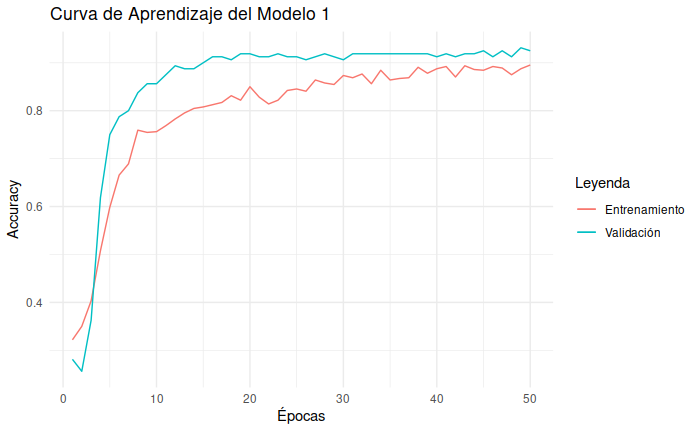 Curva de Aprendizaje del Modelo 1
Accuracy
0.8
0.6
0.4
0
10
20
30
40
50
Épocas
Leyenda
Entrenamiento
Validación